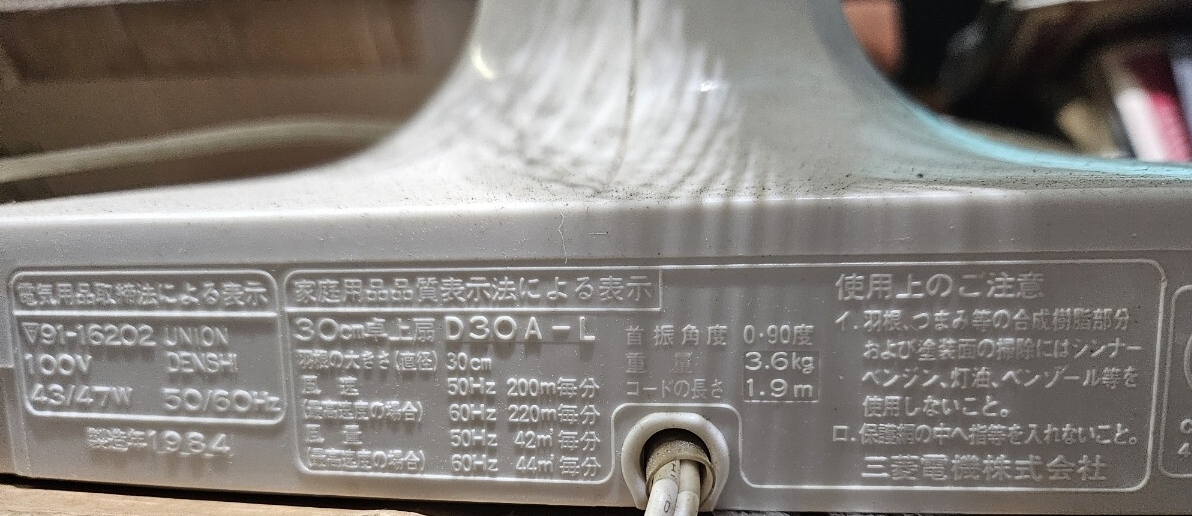 電気用品取締法による表示
▽91-16202 UNION
100V DENSHI
43/47W 50/60Hz
製造年1984
家庭用品品質表示法による表示
30cm卓上扇 D30A-L
羽根の大きさ(直径) 30cm
風速 50Hz 200m毎分
(最高速度の場合) 60Hz 220m毎分
風量 50Hz 42m³毎分
(最高速度の場合) 60Hz 44m³毎分
首振角度 0・90度
重量 3.6kg
コードの長さ 1.9m
使用上のご注意
イ.羽根、つまみ等の合成樹脂部分
および塗装面の掃除にはシンナー
ベンジン、灯油、ベンゾール等を
使用しないこと。
ロ.保護網の中へ指等を入れないこと。
三菱電機株式会社